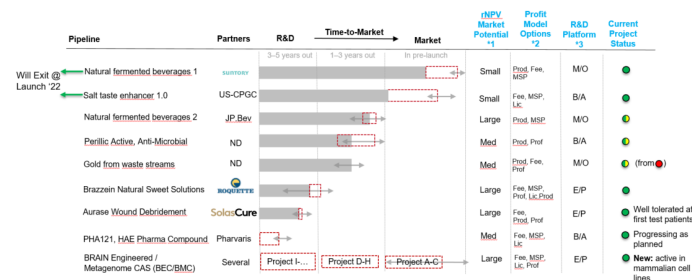 rNPV Market Potential *1
Profit Model Options *2
R&D Platform *3
Current Project Status
Pipeline
Partners
R&D
Time-to-Market
Market
3–5 years out
1–3 years out
In pre-launch
Will Exit @ Launch ‘22
Natural fermented beverages 1
SUNTORY
Small
Prod, Fee, MSP
M/O
Salt taste enhancer 1.0
US-CPGC
Small
Fee, MSP, Lic
B/A
Natural fermented beverages 2
JP.Bev
Large
Prod, MSP
M/O
Perillic Active, Anti-Microbial
ND
Med
Prod, Prof
B/A
Gold from waste streams
ND
Med
Prod, Fee, Prof
M/O
(from )
Brazzein Natural Sweet Solutions
ROQUETTE
Large
Fee, MSP, Prof, Lic,Prod
E/P
Aurase Wound Debridement
SolasCure
Large
Fee, Prod, Prof
E/P
Well tolerated at first test patients
PHA121, HAE Pharma Compound
Pharvaris
Med
Fee, MSP, Lic
B/A
Progressing as planned
BRAIN Engineered / Metagenome CAS (BEC/BMC)
Several
Project I-…
Project D-H
Project A-C
Large
Fee, MSP, Lic, Prof
E/P
New: active in mammalian cell lines